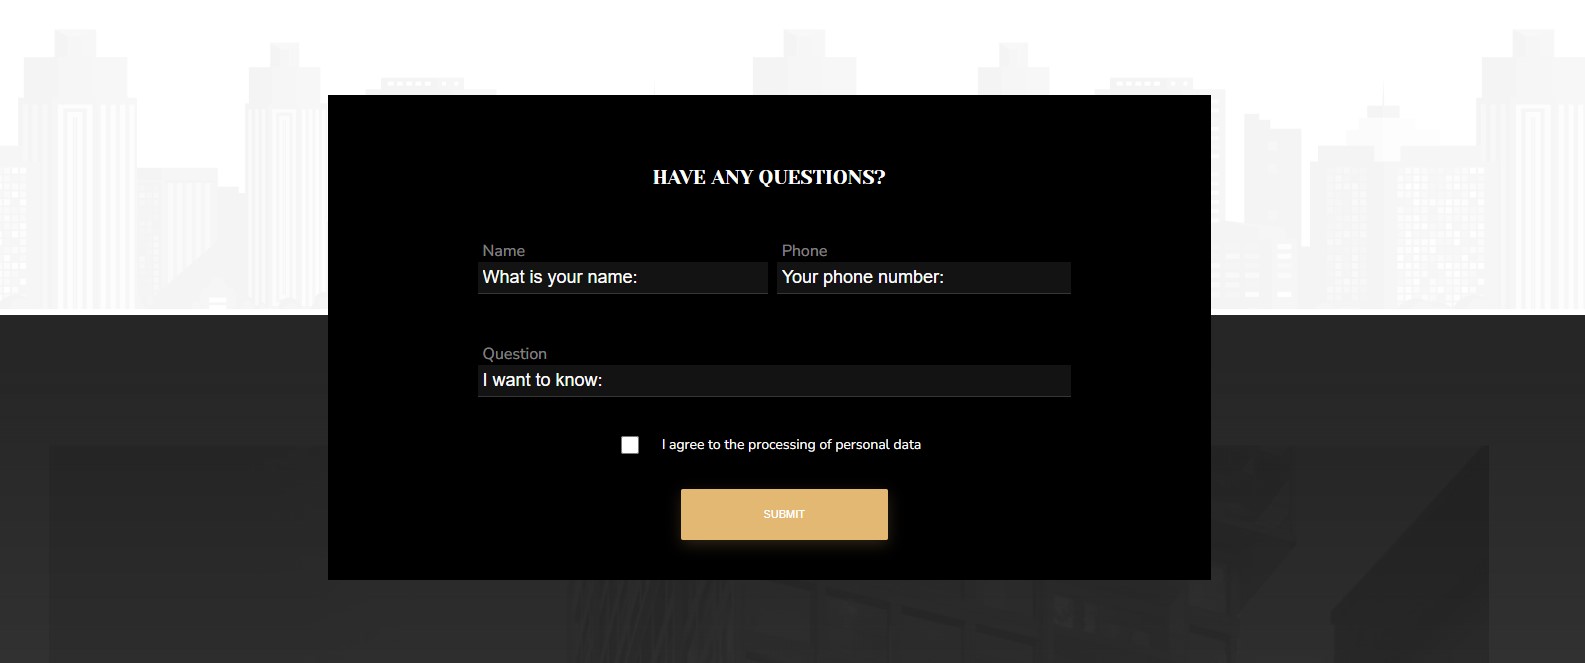 HAVE ANY QUESTIONS?
Name Phone
What is your name: Your phone number:
Question
I want to know:
I agree to the processing of personal data
SUBMIT